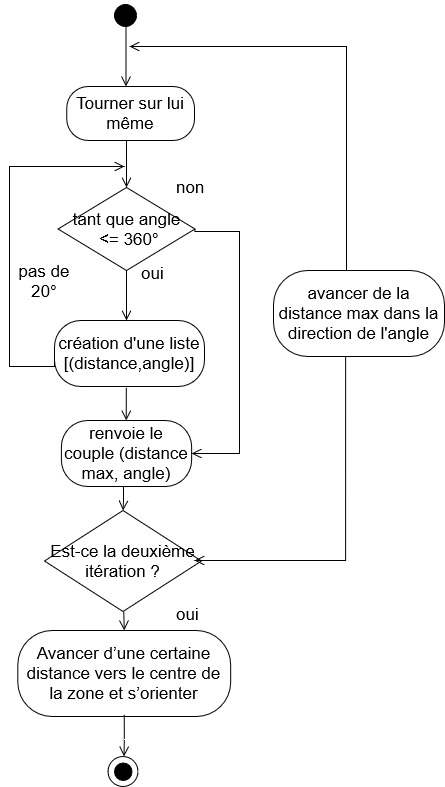 Tourner sur lui
même
non
tant que angle
<= 360°
oui
pas de
20°
avancer de la
distance max dans la
direction de l'angle
création d'une liste
[(distance,angle)]
renvoie le
couple (distance
max, angle)
Est-ce la deuxième
itération ?
oui
Avancer d’une certaine
distance vers le centre de
la zone et s’orienter